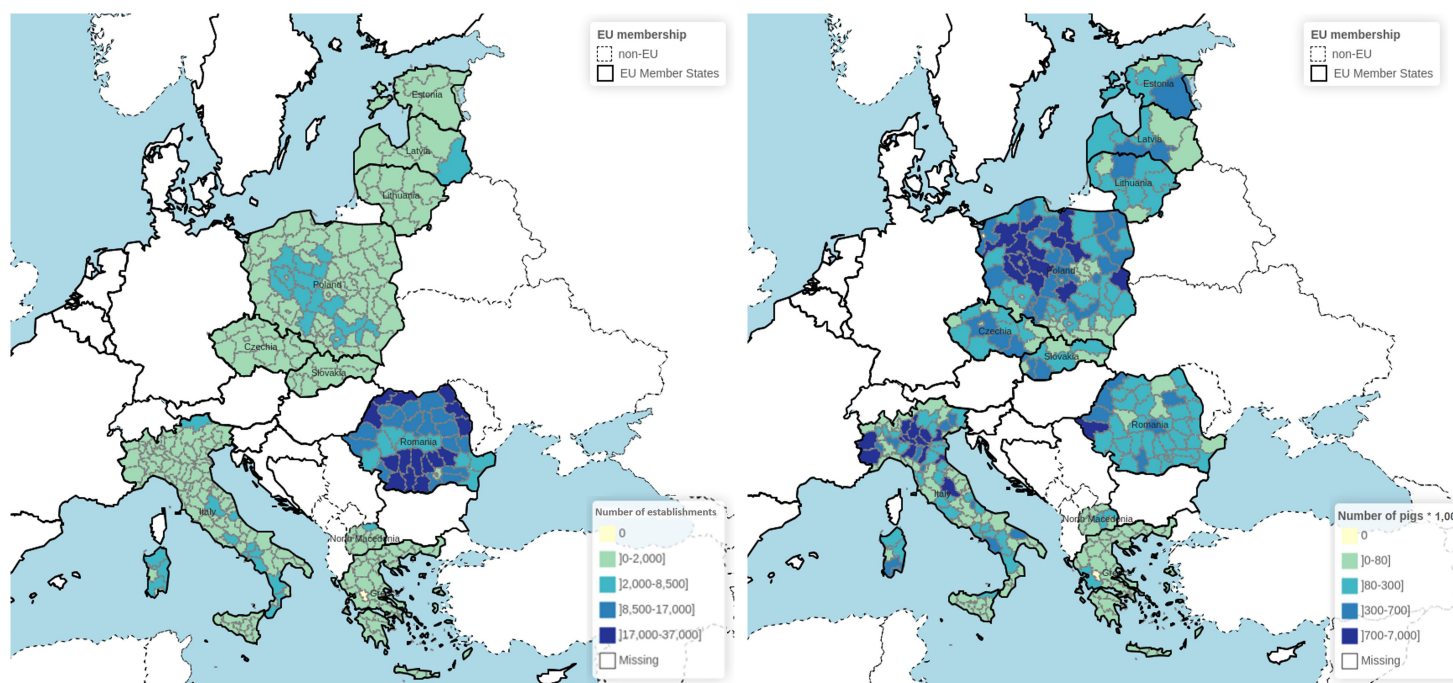 EU membership
non-EU
EU Member States
Estonia
Latvia
Lithuania
Poland
Czechia
Slovakia
Romania
Italy
North Macedonia
Number of establishments
0
]0-2,000]
]2,000-8,500]
]8,500-17,000]
]17,000-37,000]
Missing
EU membership
non-EU
EU Member States
Estonia
Latvia
Lithuania
Poland
Czechia
Slovakia
Romania
Italy
North Macedonia
Number of pigs * 1,00
0
]0-80]
]80-300]
]300-700]
]700-7,000]
Missing